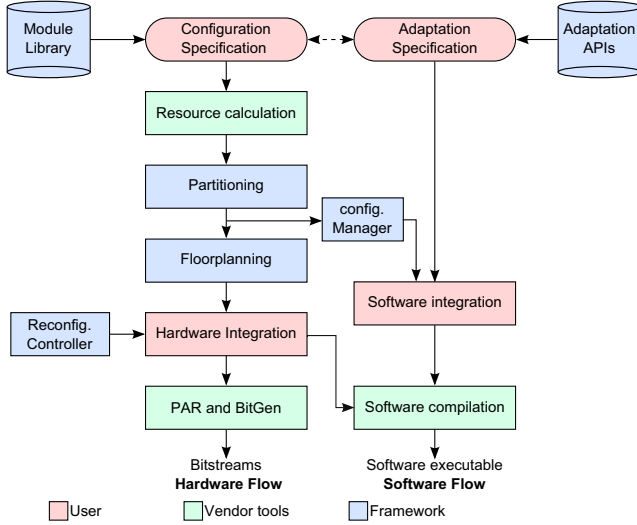 Module
Library
Configuration
Specification
Adaptation
Specification
Adaptation
APIs
Resource calculation
Partitioning
config.
Manager
Floorplanning
Software integration
Reconfig.
Controller
Hardware Integration
PAR and BitGen
Software compilation
Bitstreams
Hardware Flow
Software executable
Software Flow
User
Vendor tools
Framework